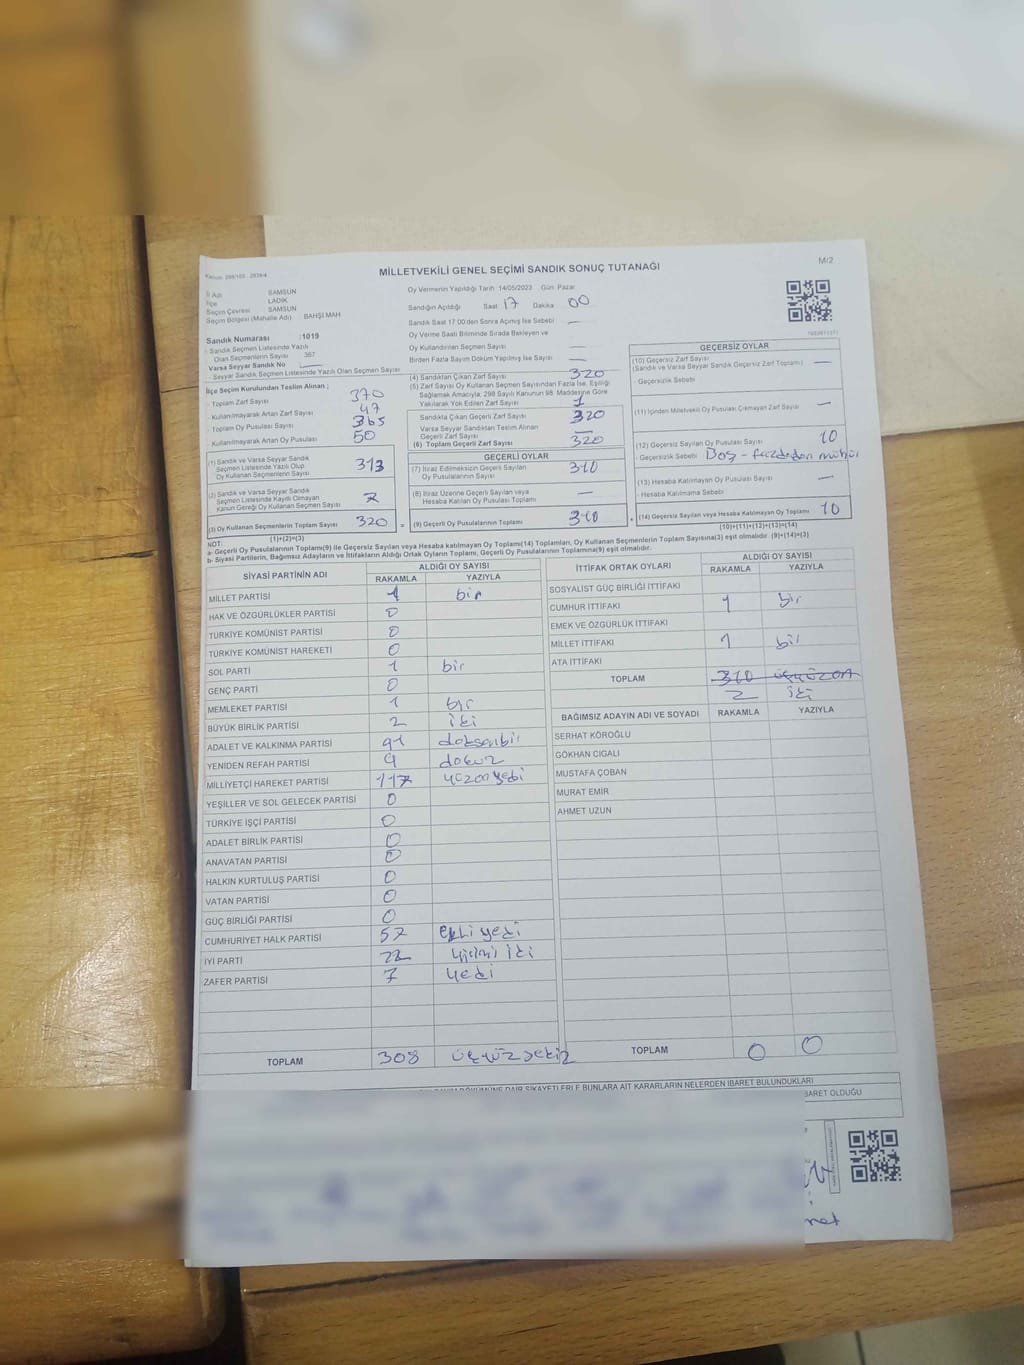 Kanun: 298/105 - 2839/4
MİLLETVEKİLİ GENEL SEÇİMİ SANDIK SONUÇ TUTANAĞI
M/2
İl Adı SAMSUN
İlçe LADİK
Seçim Çevresi SAMSUN
Seçim Bölgesi (Mahalle Adı) BAHŞİ MAH
Sandık Numarası :1019
Sandık Seçmen Listesinde Yazılı
Olan Seçmenlerin Sayısı 367
Varsa Seyyar Sandık No —
Seyyar Sandık Seçmen Listesinde Yazılı Olan Seçmen Sayısı
İlçe Seçim Kurulundan Teslim Alınan ;
Toplam Zarf Sayısı 370
Kullanılmayarak Artan Zarf Sayısı 47
Toplam Oy Pusulası Sayısı 365
Kullanılmayarak Artan Oy Pusulası 50
(1) Sandık ve Varsa Seyyar Sandık
Seçmen Listesinde Yazılı Olup
Oy Kullanan Seçmenlerin Sayısı 313
(2) Sandık ve Varsa Seyyar Sandık
Seçmen Listesinde Kayıtlı Olmayan
Kanun Gereği Oy Kullanan Seçmen Sayısı 7
(3) Oy Kullanan Seçmenlerin Toplam Sayısı 320 =
(1)+(2)=(3)
Oy Vermenin Yapıldığı Tarih :14/05/2023 Gün: Pazar
Sandığın Açıldığı Saat: 17 Dakika: 00
Sandık Saat 17:00'den Sonra Açılmış İse Sebebi —
Oy Verme Saati Bitiminde Sırada Bekleyen ve
Oy Kullandırılan Seçmen Sayısı —
Birden Fazla Sayım Döküm Yapılmış İse Sayısı —
(4) Sandıktan Çıkan Zarf Sayısı 320
(5) Zarf Sayısı Oy Kullanan Seçmen Sayısından Fazla İse, Eşitliği
Sağlamak Amacıyla; 298 Sayılı Kanunun 98. Maddesine Göre
Yakılarak Yok Edilen Zarf Sayısı
Sandıkta Çıkan Geçerli Zarf Sayısı 320
Varsa Seyyar Sandıktan Teslim Alınan
Geçerli Zarf Sayısı —
(6) Toplam Geçerli Zarf Sayısı 320
GEÇERLİ OYLAR
(7) İtiraz Edilmeksizin Geçerli Sayılan
Oy Pusulalarının Sayısı 310
(8) İtiraz Üzerine Geçerli Sayılan veya
Hesaba Katılan Oy Pusulası Toplamı —
(9) Geçerli Oy Pusulalarının Toplamı 310 +
GEÇERSİZ OYLAR
(10) Geçersiz Zarf Sayısı
(Sandık ve Varsa Seyyar Sandık Geçersiz Zarf Toplamı) —
- Geçersizlik Sebebi
(11) İçinden Milletvekili Oy Pusulası Çıkmayan Zarf Sayısı —
(12) Geçersiz Sayılan Oy Pusulası Sayısı 10
- Geçersizlik Sebebi Boş - fazladan mühür
(13) Hesaba Katılmayan Oy Pusulası Sayısı —
- Hesaba Katılmama Sebebi
(14) Geçersiz Sayılan veya Hesaba Katılmayan Oy Toplamı 10
(10)+(11)+(12)+(13)=(14)
NOT:
a- Geçerli Oy Pusulalarının Toplamı(9) ile Geçersiz Sayılan veya Hesaba katılmayan Oy Toplamı(14) Toplamları, Oy Kullanan Seçmenlerin Toplam Sayısına(3) eşit olmalıdır. (9)+(14)=(3)
b- Siyasi Partilerin, Bağımsız Adayların ve İttifakların Aldığı Ortak Oyların Toplamı, Geçerli Oy Pusulalarının Toplamına(9) eşit olmalıdır.
SİYASİ PARTİNİN ADI ALDIĞI OY SAYISI
RAKAMLA YAZIYLA
MİLLET PARTİSİ 1 bir
HAK VE ÖZGÜRLÜKLER PARTİSİ 0
TÜRKİYE KOMÜNİST PARTİSİ 0
TÜRKİYE KOMÜNİST HAREKETİ 0
SOL PARTİ 1 bir
GENÇ PARTİ 0
MEMLEKET PARTİSİ 1 bir
BÜYÜK BİRLİK PARTİSİ 2 iki
ADALET VE KALKINMA PARTİSİ 91 doksanbir
YENİDEN REFAH PARTİSİ 9 dokuz
MİLLİYETÇİ HAREKET PARTİSİ 117 yüzonyedi
YEŞİLLER VE SOL GELECEK PARTİSİ 0
TÜRKİYE İŞÇİ PARTİSİ 0
ADALET BİRLİK PARTİSİ 0
ANAVATAN PARTİSİ 0
HALKIN KURTULUŞ PARTİSİ 0
VATAN PARTİSİ 0
GÜÇ BİRLİĞİ PARTİSİ 0
CUMHURİYET HALK PARTİSİ 57 elli yedi
İYİ PARTİ 22 yirmi iki
ZAFER PARTİSİ 7 yedi
TOPLAM 308 üçyüz sekiz
İTTİFAK ORTAK OYLARI ALDIĞI OY SAYISI
RAKAMLA YAZIYLA
SOSYALİST GÜÇ BİRLİĞİ İTTİFAKI
CUMHUR İTTİFAKI 1 bir
EMEK VE ÖZGÜRLÜK İTTİFAKI
MİLLET İTTİFAKI 1 bir
ATA İTTİFAKI
TOPLAM 310 üçyüzon
2 iki
BAĞIMSIZ ADAYIN ADI VE SOYADI RAKAMLA YAZIYLA
SERHAT KÖROĞLU
GÖKHAN CIGALI
MUSTAFA ÇOBAN
MURAT EMİR
AHMET UZUN
TOPLAM 0 0
DÖKÜMÜNE DAİR ŞİKAYETLERLE BUNLARA AİT KARARLARIN NELERDEN İBARET BULUNDUKLARI
İBARET OLDUĞU